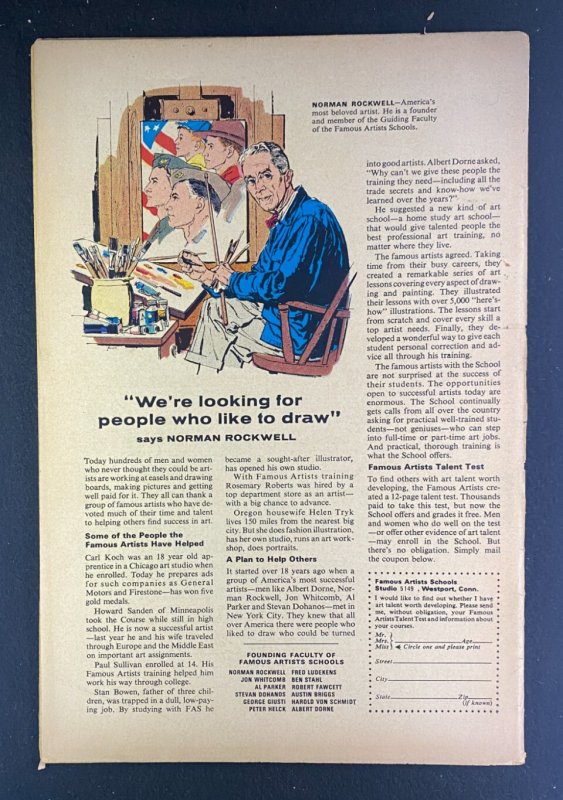 NORMAN ROCKWELL—America's
most beloved artist. He is a founder
and member of the Guiding Faculty
of the Famous Artists Schools.
"We're looking for
people who like to draw"
says NORMAN ROCKWELL
Today hundreds of men and women
who never thought they could be art-
ists are working at easels and drawing
boards, making pictures and getting
well paid for it. They all can thank a
group of famous artists who have de-
voted much of their time and talent
to helping others find success in art.
Some of the People the
Famous Artists Have Helped
Carl Koch was an 18 year old ap-
prentice in a Chicago art studio when
he enrolled. Today he prepares ads
for such companies as General
Motors and Firestone—has won five
gold medals.
Howard Sanden of Minneapolis
took the Course while still in high
school. He is now a successful artist
—last year he and his wife traveled
through Europe and the Middle East
on important art assignments.
Paul Sullivan enrolled at 14. His
Famous Artists training helped him
work his way through college.
Stan Bowen, father of three chil-
dren, was trapped in a dull, low-pay-
ing job. By studying with FAS he
became a sought-after illustrator,
has opened his own studio.
With Famous Artists training
Rosemary Roberts was hired by a
top department store as an artist—
with a big chance to advance.
Oregon housewife Helen Tryk
lives 150 miles from the nearest big
city. But she does fashion illustration,
has her own studio, runs an art work-
shop, does portraits.
A Plan to Help Others
It started over 18 years ago when a
group of America's most successful
artists—men like Albert Dorne, Nor-
man Rockwell, Jon Whitcomb, Al
Parker and Stevan Dohanos—met in
New York City. They knew that all
over America there were people who
liked to draw who could be turned
FOUNDING FACULTY OF
FAMOUS ARTISTS SCHOOLS
NORMAN ROCKWELL FRED LUDEKENS
JON WHITCOMB BEN STAHL
AL PARKER ROBERT FAWCETT
STEVAN DOHANOS AUSTIN BRIGGS
GEORGE GIUSTI HAROLD VON SCHMIDT
PETER HELCK ALBERT DORNE
into good artists. Albert Dorne asked,
"Why can't we give these people the
training they need—including all the
trade secrets and know-how we've
learned over the years?"
He suggested a new kind of art
school—a home study art school—
that would give talented people the
best professional art training, no
matter where they live.
The famous artists agreed. Taking
time from their busy careers, they
created a remarkable series of art
lessons covering every aspect of draw-
ing and painting. They illustrated
their lessons with over 5,000 "here's-
how" illustrations. The lessons start
from scratch and cover every skill a
top artist needs. Finally, they de-
veloped a wonderful way to give each
student personal correction and ad-
vice all through his training.
The famous artists with the School
are not surprised at the success of
their students. The opportunities
open to successful artists today are
enormous. The School continually
gets calls from all over the country
asking for practical well-trained stu-
dents—not geniuses—who can step
into full-time or part-time art jobs.
And practical, thorough training is
what the School offers.
Famous Artists Talent Test
To find others with art talent worth
developing, the Famous Artists cre-
ated a 12-page talent test. Thousands
paid to take this test, but now the
School offers and grades it free. Men
and women who do well on the test
—or offer other evidence of art talent
—may enroll in the School. But
there's no obligation. Simply mail
the coupon below.
Famous Artists Schools
Studio 5149, Westport, Conn.
I would like to find out whether I have
art talent worth developing. Please send
me, without obligation, your Famous
Artists Talent Test and information about
your courses.
Mr.
Mrs. Age
Miss Circle one and please print
Street
City
State Zip
(if known)